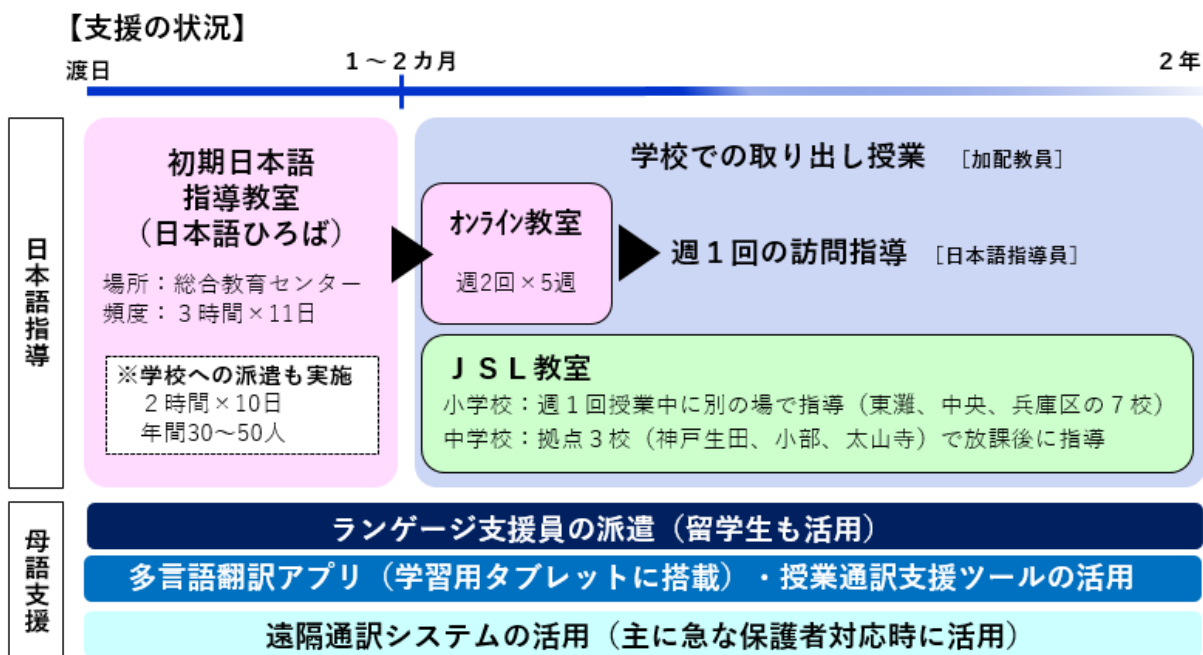 【支援の状況】
渡日
1～2カ月
2年
日本語指導
初期日本語
指導教室
（日本語ひろば）
場所：総合教育センター
頻度：３時間×11日
※学校への派遣も実施
２時間×10日
年間30～50人
学校での取り出し授業 ［加配教員］
ｵﾝﾗｲﾝ教室
週2回×5週
週１回の訪問指導 ［日本語指導員］
ＪＳＬ教室
小学校：週１回授業中に別の場で指導（東灘、中央、兵庫区の７校）
中学校：拠点３校（神戸生田、小部、太山寺）で放課後に指導
母語支援
ランゲージ支援員の派遣（留学生も活用）
多言語翻訳アプリ（学習用タブレットに搭載）・授業通訳支援ツールの活用
遠隔通訳システムの活用（主に急な保護者対応時に活用）